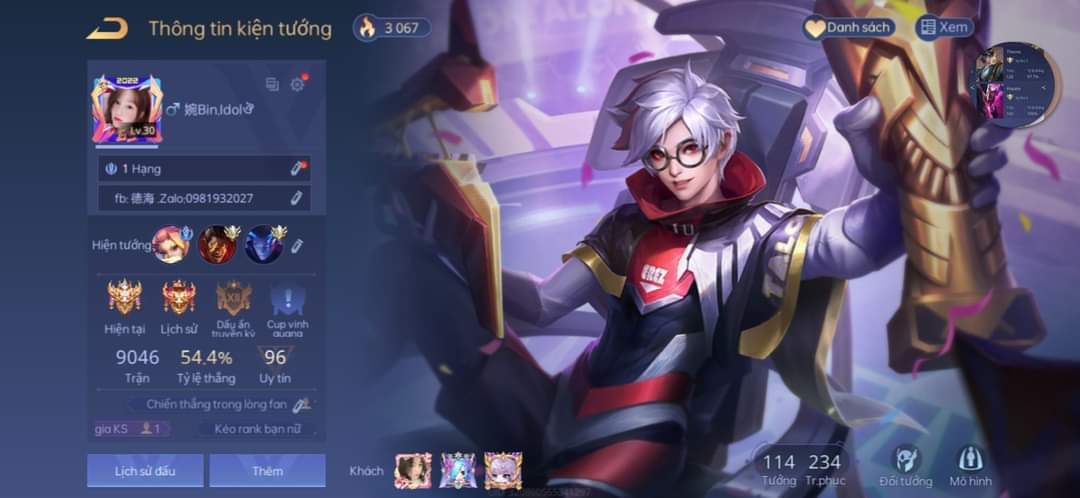 Thông tin kiện tướng
3 067
Danh sách
Xem
2022
Lv.30
婉Bin.Idol
1 Hạng
fb: 德海 .Zalo:0981932027
Hiện tướng
XII
Hiện tại
Lịch sử
Dấu ấn truyền kỳ
Cup vinh quang
9046
54.4%
96
Trận
Tỷ lệ thắng
Uy tín
Chiến thắng trong lòng fan
gia KS
1
Kéo rank bạn nữ
Lịch sử đấu
Thêm
Khách
114
234
Tướng
Tr.phục
Đối tướng
Mô hình